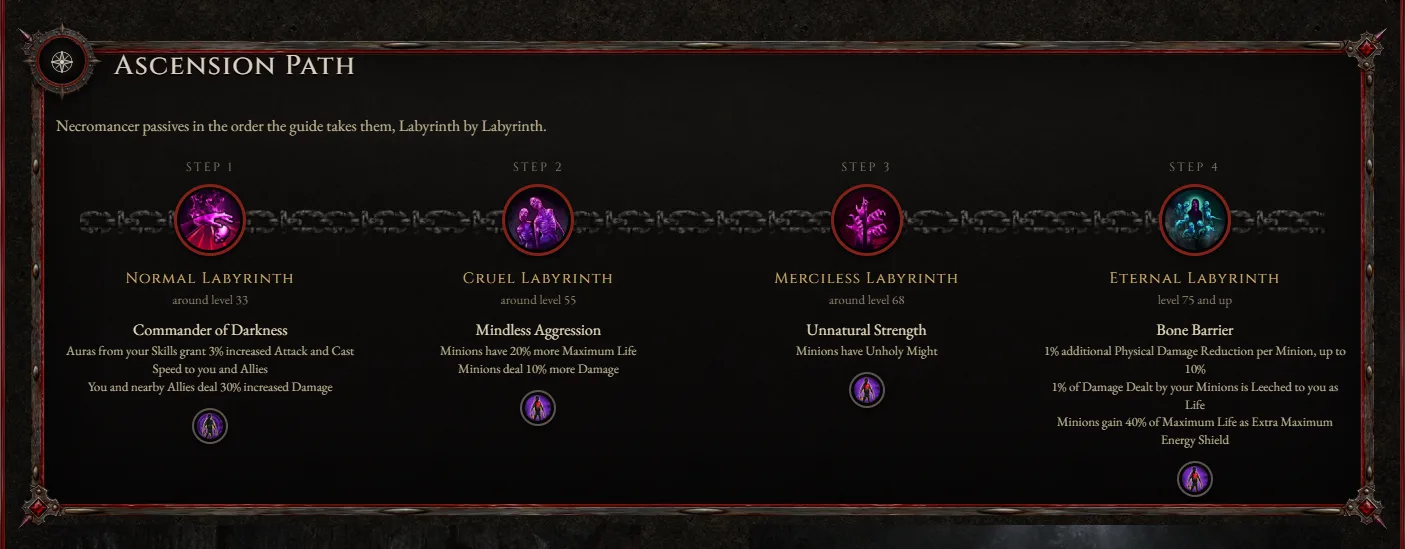 Ascension Path
Necromancer passives in the order the guide takes them, Labyrinth by Labyrinth.
STEP 1
Normal Labyrinth
around level 33
Commander of Darkness
Auras from your Skills grant 3% increased Attack and Cast
Speed to you and Allies
You and nearby Allies deal 30% increased Damage
STEP 2
Cruel Labyrinth
around level 55
Mindless Aggression
Minions have 20% more Maximum Life
Minions deal 10% more Damage
STEP 3
Merciless Labyrinth
around level 68
Unnatural Strength
Minions have Unholy Might
STEP 4
Eternal Labyrinth
level 75 and up
Bone Barrier
1% additional Physical Damage Reduction per Minion, up to
10%
1% of Damage Dealt by your Minions is Leeched to you as
Life
Minions gain 40% of Maximum Life as Extra Maximum
Energy Shield